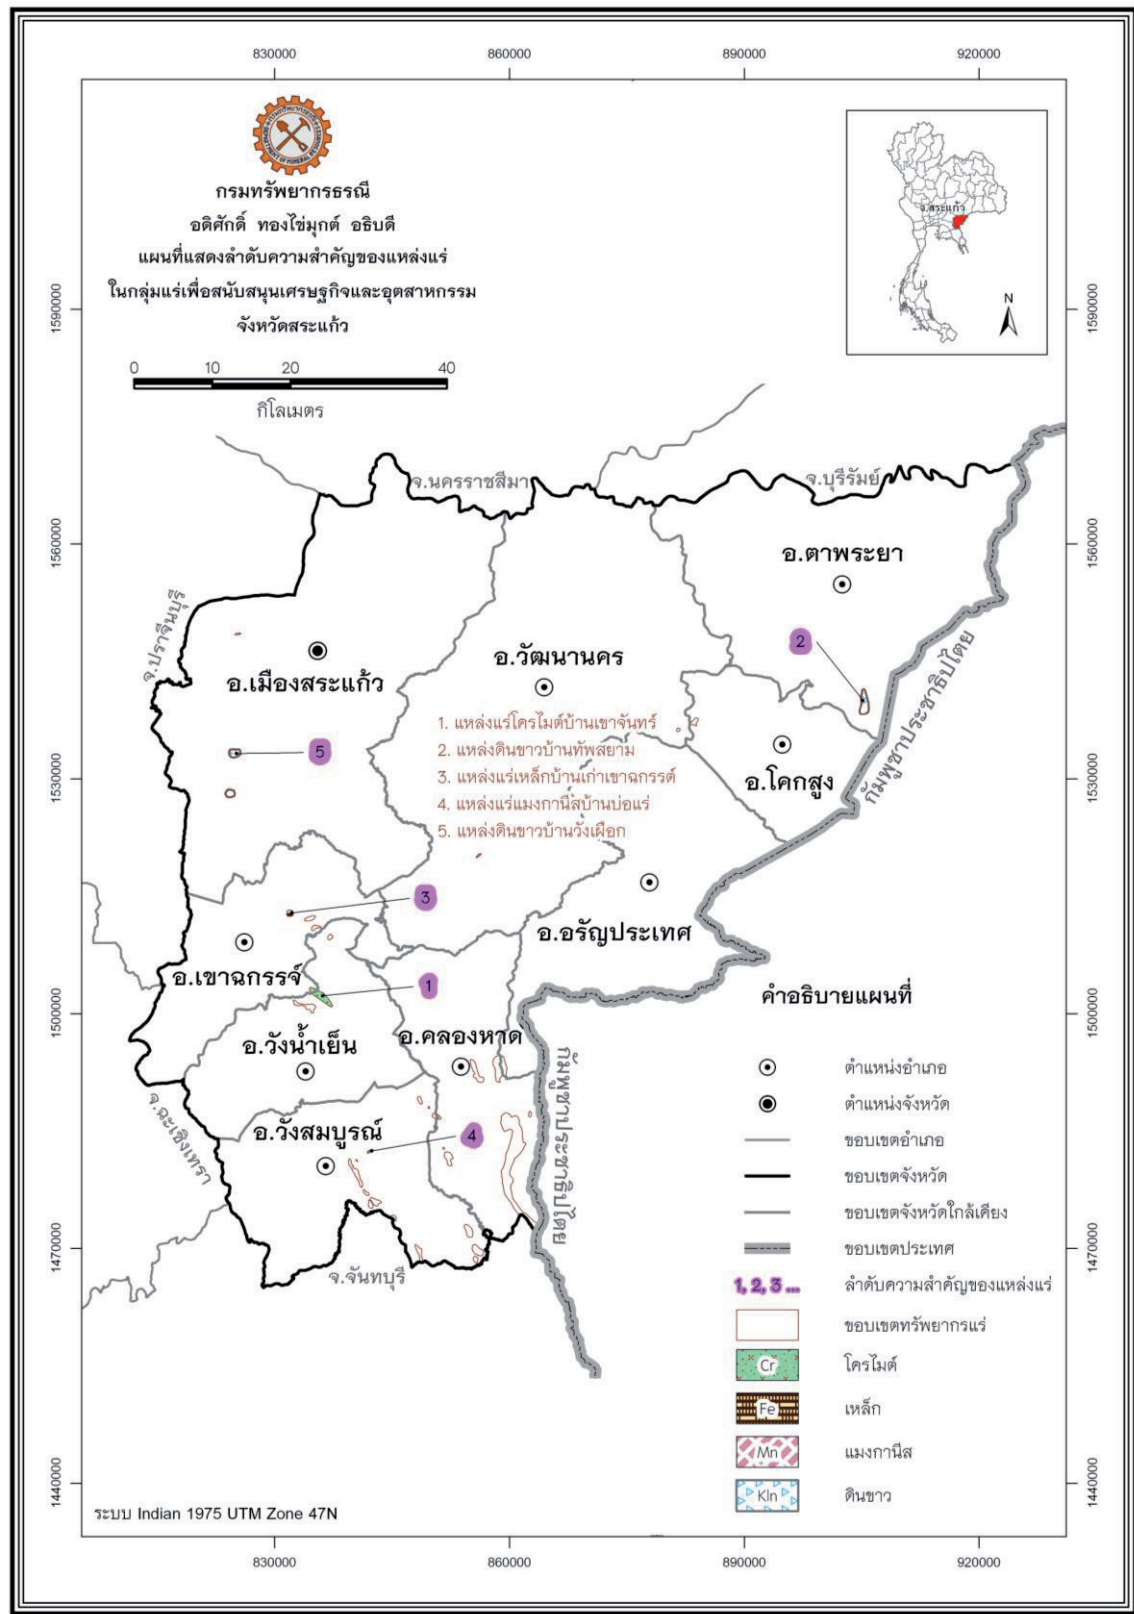 830000
860000
890000
920000
DEPARTMENT OF MINERAL RESOURCES
กรมทรัพยากรธรณี
อดิศักดิ์ ทองไข่มุกต์ อธิบดี
แผนที่แสดงลำดับความสำคัญของแหล่งแร่
ในกลุ่มแร่เพื่อสนับสนุนเศรษฐกิจและอุตสาหกรรม
จังหวัดสระแก้ว
0 10 20 40
กิโลเมตร
จ.สระแก้ว
N
1590000
1590000
จ.นครราชสีมา
จ.บุรีรัมย์
1560000
1560000
อ.ตาพระยา
จ.ปราจีนบุรี
2
อ.วัฒนานคร
อ.เมืองสระแก้ว
กัมพูชาประชาธิปไตย
1. แหล่งแร่โครไมต์บ้านเขาจันทร์
2. แหล่งดินขาวบ้านทัพสยาม
3. แหล่งแร่เหล็กบ้านเก่าเขาฉกรรต์
4. แหล่งแร่แมงกานีสบ้านบ่อแร่
5. แหล่งดินขาวบ้านวังเผือก
5
อ.โคกสูง
1530000
1530000
3
อ.อรัญประเทศ
อ.เขาฉกรรจ์
1
คำอธิบายแผนที่
1500000
1500000
อ.คลองหาด
อ.วังน้ำเย็น
กัมพูชาประชาธิปไตย
ตำแหน่งอำเภอ
ตำแหน่งจังหวัด
จ.ฉะเชิงเทรา
อ.วังสมบูรณ์
4
ขอบเขตอำเภอ
ขอบเขตจังหวัด
ขอบเขตจังหวัดใกล้เคียง
1470000
1470000
ขอบเขตประเทศ
จ.จันทบุรี
1, 2, 3 ... ลำดับความสำคัญของแหล่งแร่
ขอบเขตทรัพยากรแร่
Cr โครไมต์
Fe เหล็ก
Mn แมงกานีส
Kln ดินขาว
1440000
1440000
ระบบ Indian 1975 UTM Zone 47N
830000
860000
890000
920000